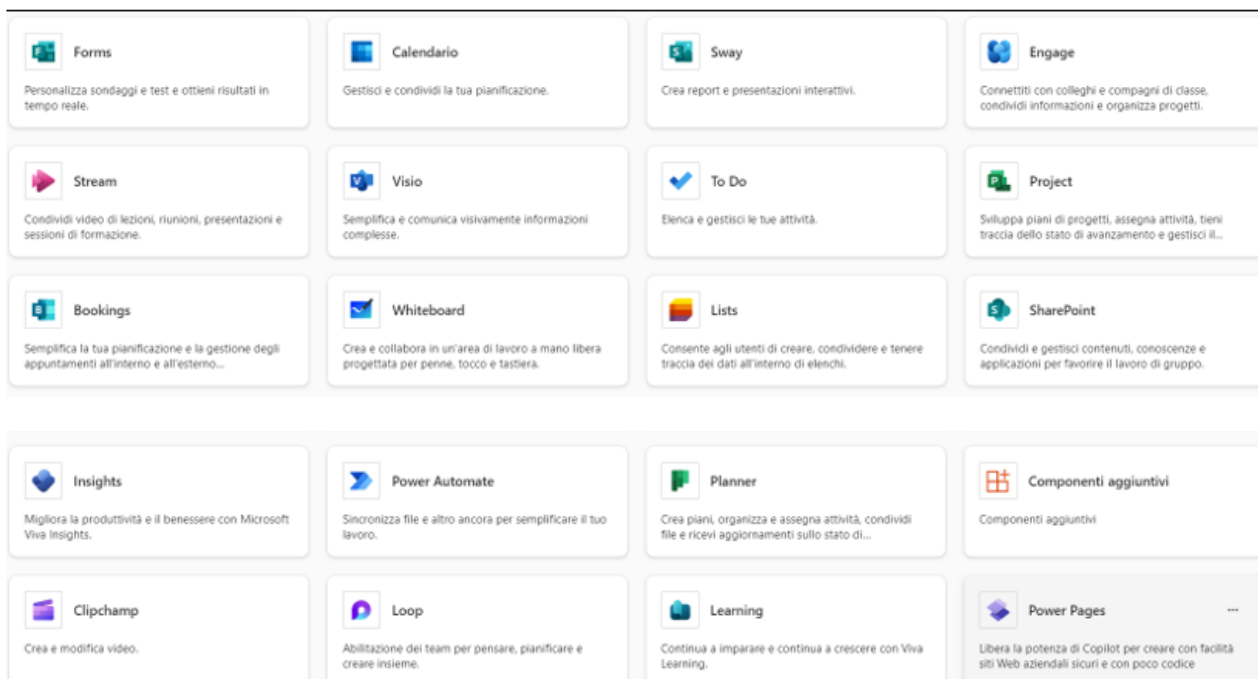 Forms
Personalizza sondaggi e test e ottieni risultati in
tempo reale.
Calendario
Gestisci e condividi la tua pianificazione.
Sway
Crea report e presentazioni interattivi.
Engage
Connettiti con colleghi e compagni di classe,
condividi informazioni e organizza progetti.
Stream
Condividi video di lezioni, riunioni, presentazioni e
sessioni di formazione.
Visio
Semplifica e comunica visivamente informazioni
complesse.
To Do
Elenca e gestisci le tue attività.
Project
Sviluppa piani di progetti, assegna attività, tieni
traccia dello stato di avanzamento e gestisci il...
Bookings
Semplifica la tua pianificazione e la gestione degli
appuntamenti all'interno e all'esterno...
Whiteboard
Crea e collabora in un'area di lavoro a mano libera
progettata per penne, tocco e tastiera.
Lists
Consente agli utenti di creare, condividere e tenere
traccia dei dati all'interno di elenchi.
SharePoint
Condividi e gestisci contenuti, conoscenze e
applicazioni per favorire il lavoro di gruppo.
Insights
Migliora la produttività e il benessere con Microsoft
Viva Insights.
Power Automate
Sincronizza file e altro ancora per semplificare il tuo
lavoro.
Planner
Crea piani, organizza e assegna attività, condividi
file e ricevi aggiornamenti sullo stato di...
Componenti aggiuntivi
Componenti aggiuntivi
Clipchamp
Crea e modifica video.
Loop
Abilitazione dei team per pensare, pianificare e
creare insieme.
Learning
Continua a imparare e continua a crescere con Viva
Learning.
Power Pages
Libera la potenza di Copilot per creare con facilità
siti Web aziendali sicuri e con poco codice